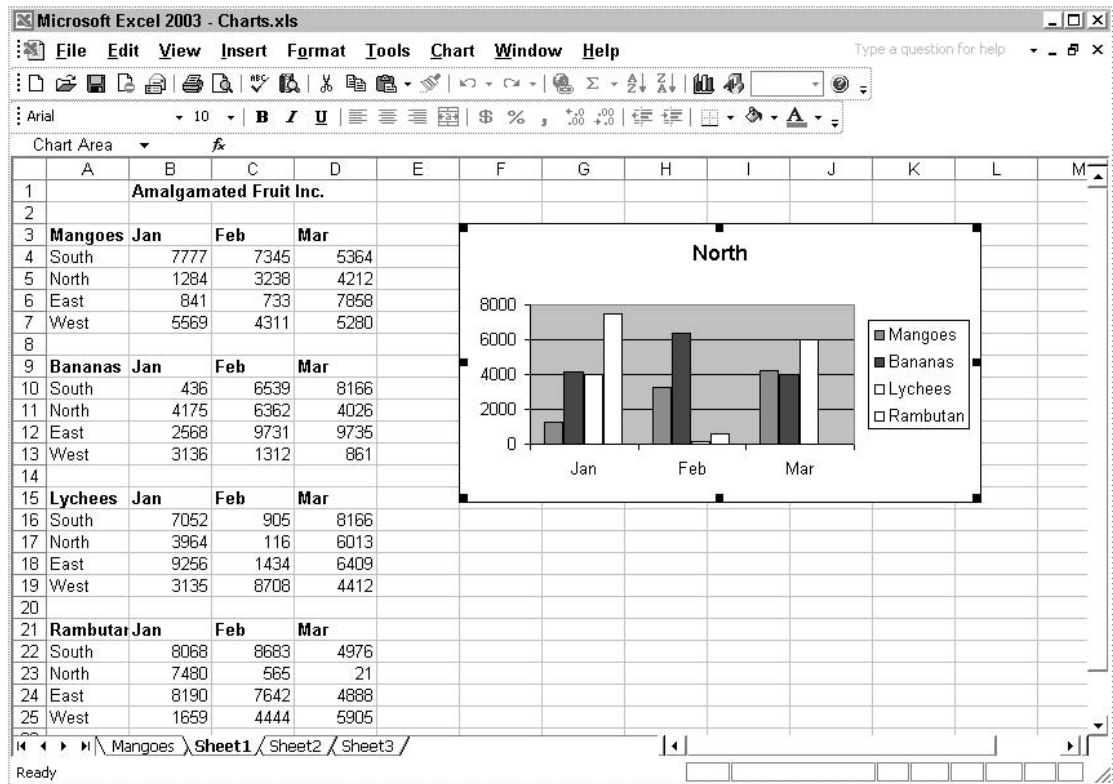 Microsoft Excel 2003 - Charts.xls
File Edit View Insert Format Tools Chart Window Help Type a question for help
Arial 10 B I U $ % ,
Chart Area fx
A B C D E F G H I J K L M
1 Amalgamated Fruit Inc.
2
3 Mangoes Jan Feb Mar
4 South 7777 7345 5364
5 North 1284 3238 4212
6 East 841 733 7858
7 West 5569 4311 5280
8
9 Bananas Jan Feb Mar
10 South 436 6539 8166
11 North 4175 6362 4026
12 East 2568 9731 9735
13 West 3136 1312 861
14
15 Lychees Jan Feb Mar
16 South 7052 905 8166
17 North 3964 116 6013
18 East 9256 1434 6409
19 West 3135 8708 4412
20
21 Rambutan Jan Feb Mar
22 South 8068 8683 4976
23 North 7480 565 21
24 East 8190 7642 4888
25 West 1659 4444 5905
North
8000
6000
4000
2000
0
Jan Feb Mar
Mangoes
Bananas
Lychees
Rambutan
Mangoes Sheet1 Sheet2 Sheet3
Ready